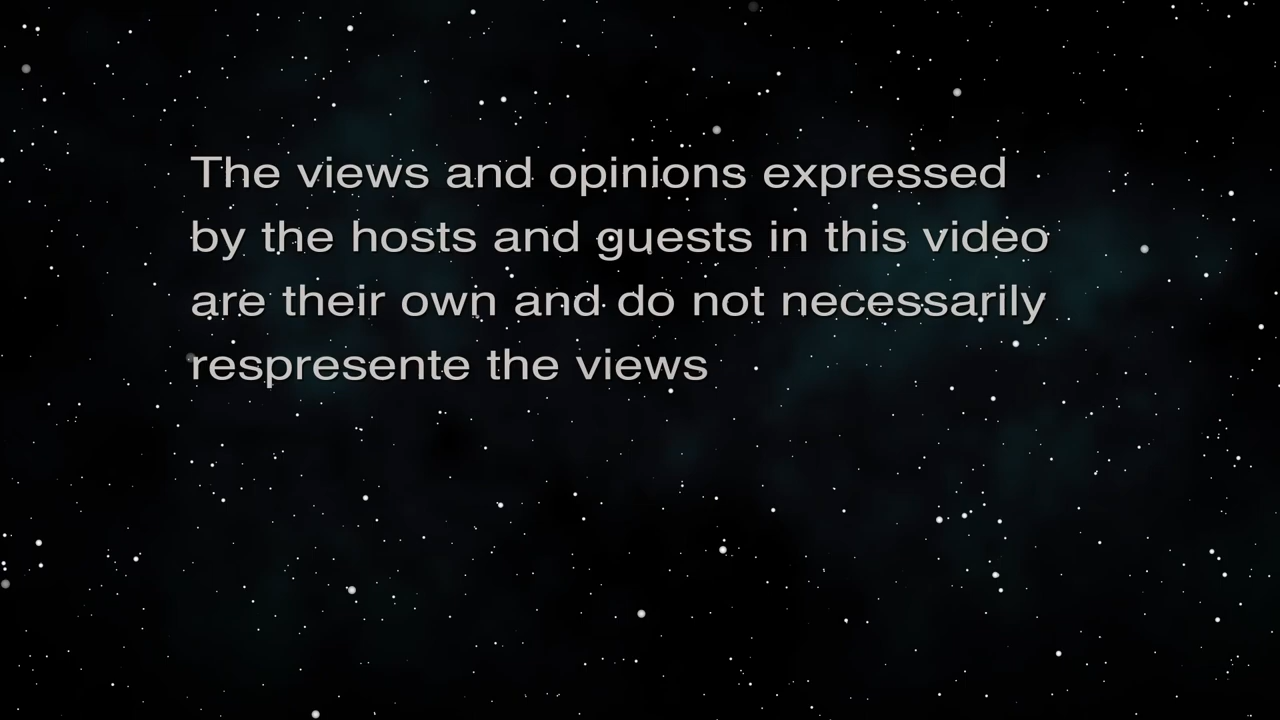 The views and opinions expressed
by the hosts and guests in this video
are their own and do not necessarily
respresente the views